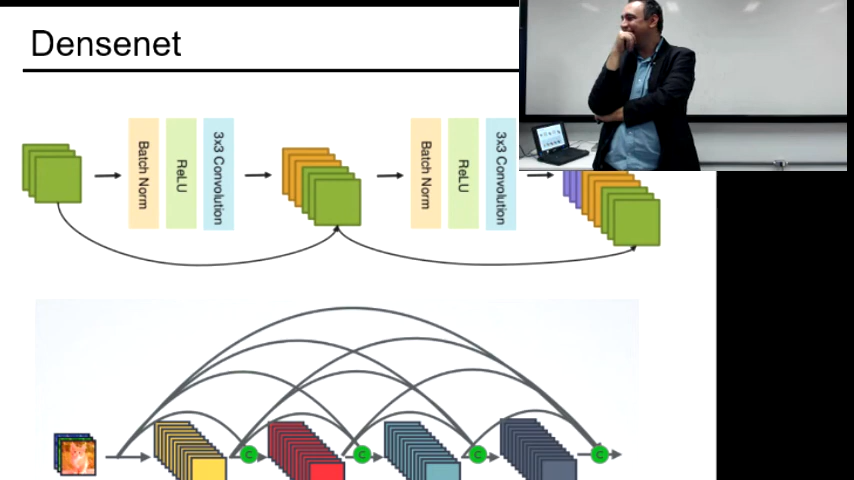 Densenet
Batch Norm
ReLU
3x3 Convolution
Batch Norm
ReLU
3x3 Convolution
C
C
C
C